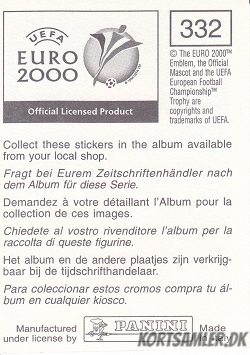 UEFA
EURO
2000
Official Licensed Product
332
© The EURO 2000™
Emblem, the Official
Mascot and the UEFA
European Football
Championship™
Trophy are
copyrights and
trademarks of UEFA.
Collect these stickers in the album available
from your local shop.
Fragt bei Eurem Zeitschriftenhändler nach
dem Album für diese Serie.
Demandez à votre détaillant l'Album pour la
collection de ces images.
Chiedete al vostro rivenditore l'album per la
raccolta di queste figurine.
Het album en de andere plaatjes zijn verkrijg-
baar bij de tijdschrifthandelaar.
Para coleccionar estos cromos compra tu ál-
bum en cualquier kiosco.
Manufactured
under license by
PANINI
Made
in Italy
KORTSAMLER.DK